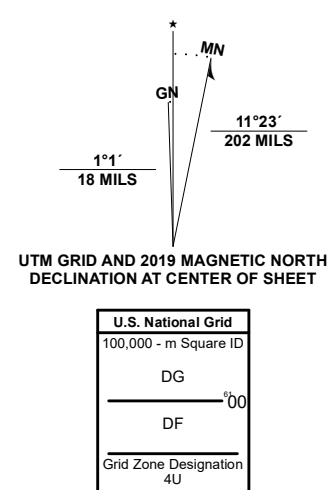 ★
MN
GN
11°23´
202 MILS
1°1´
18 MILS
UTM GRID AND 2019 MAGNETIC NORTH
DECLINATION AT CENTER OF SHEET
U.S. National Grid
100,000 - m Square ID
DG
6100
DF
Grid Zone Designation
4U